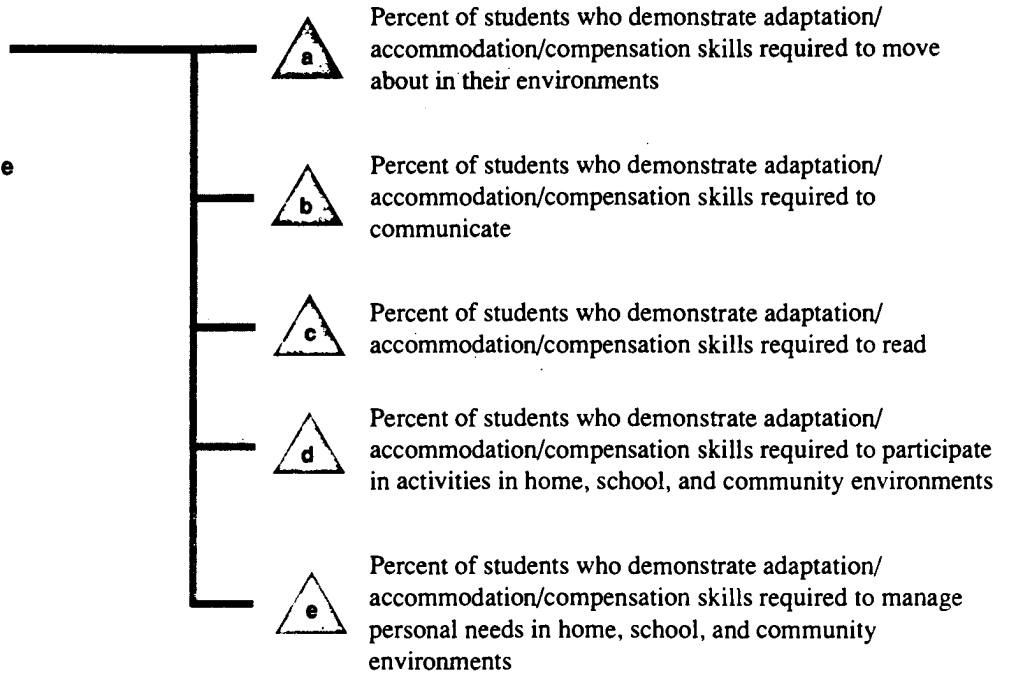 a
Percent of students who demonstrate adaptation/
accommodation/compensation skills required to move
about in their environments
e
b
Percent of students who demonstrate adaptation/
accommodation/compensation skills required to
communicate
c
Percent of students who demonstrate adaptation/
accommodation/compensation skills required to read
d
Percent of students who demonstrate adaptation/
accommodation/compensation skills required to participate
in activities in home, school, and community environments
e
Percent of students who demonstrate adaptation/
accommodation/compensation skills required to manage
personal needs in home, school, and community
environments